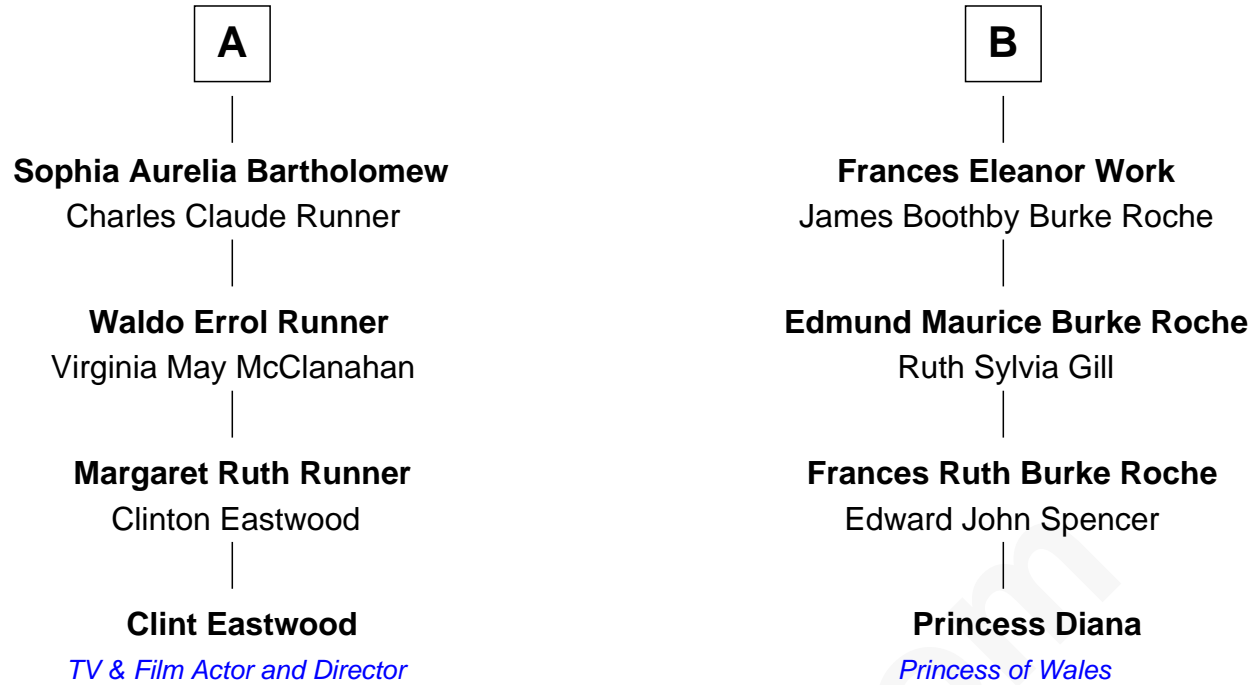 A
Sophia Aurelia Bartholomew
Charles Claude Runner
Waldo Errol Runner
Virginia May McClanahan
Margaret Ruth Runner
Clinton Eastwood
Clint Eastwood
TV & Film Actor and Director
B
Frances Eleanor Work
James Boothby Burke Roche
Edmund Maurice Burke Roche
Ruth Sylvia Gill
Frances Ruth Burke Roche
Edward John Spencer
Princess Diana
Princess of Wales